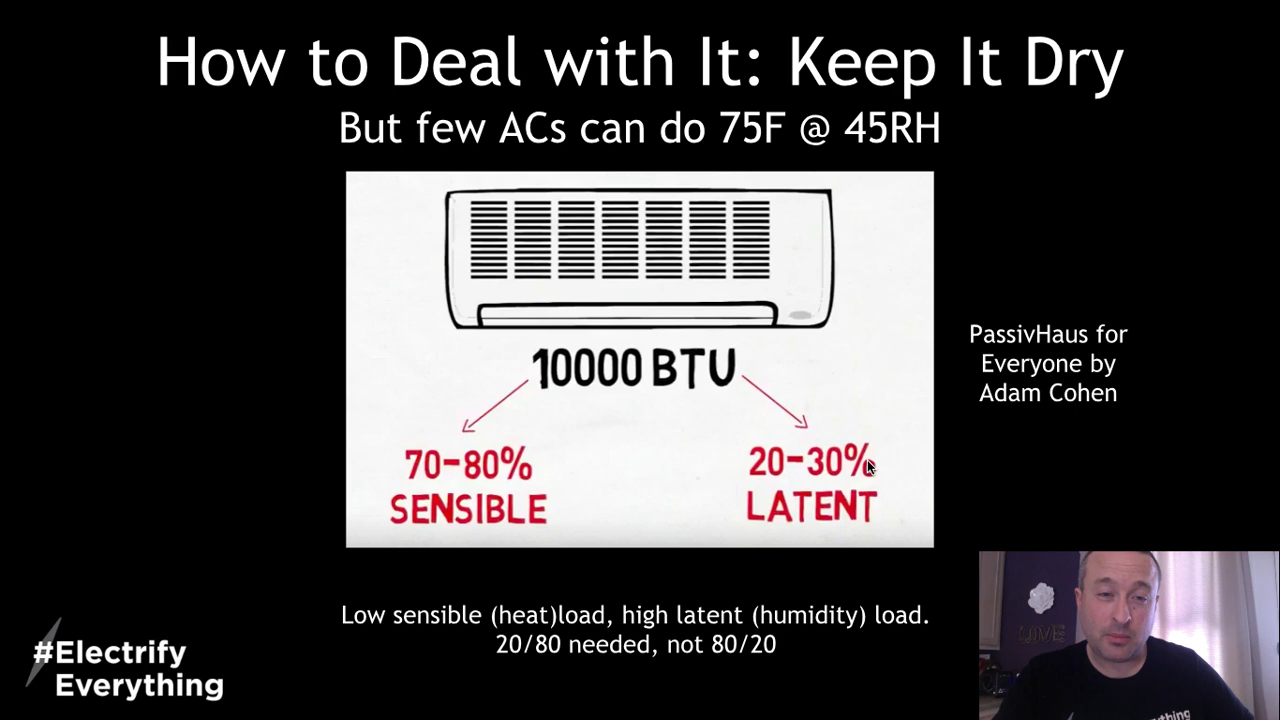 How to Deal with It: Keep It Dry
But few ACs can do 75F @ 45RH
10000 BTU
70-80%
SENSIBLE
20-30%
LATENT
PassivHaus for
Everyone by
Adam Cohen
Low sensible (heat)load, high latent (humidity) load.
20/80 needed, not 80/20
#Electrify
Everything